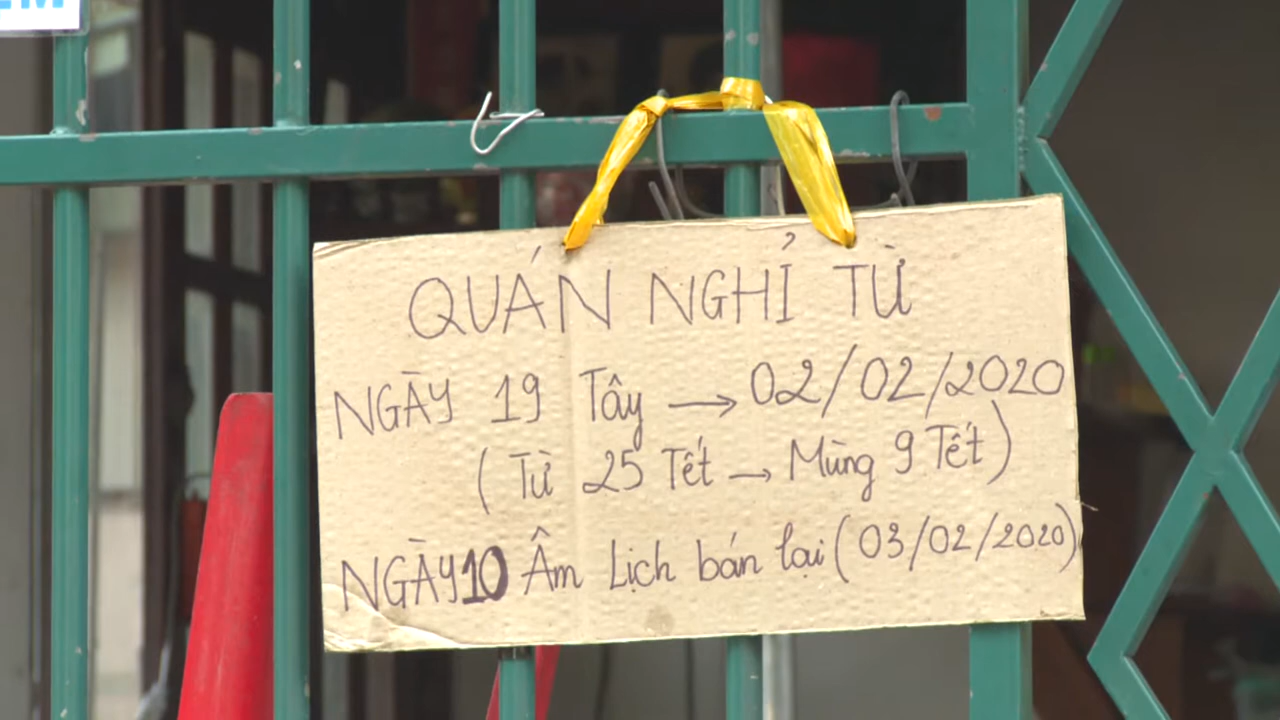 QUÁN NGHỈ TỪ
NGÀY 19 Tây → 02/02/2020
( Từ 25 Tết → Mùng 9 Tết )
NGÀY 10 Âm Lịch bán lại ( 03/02/2020)